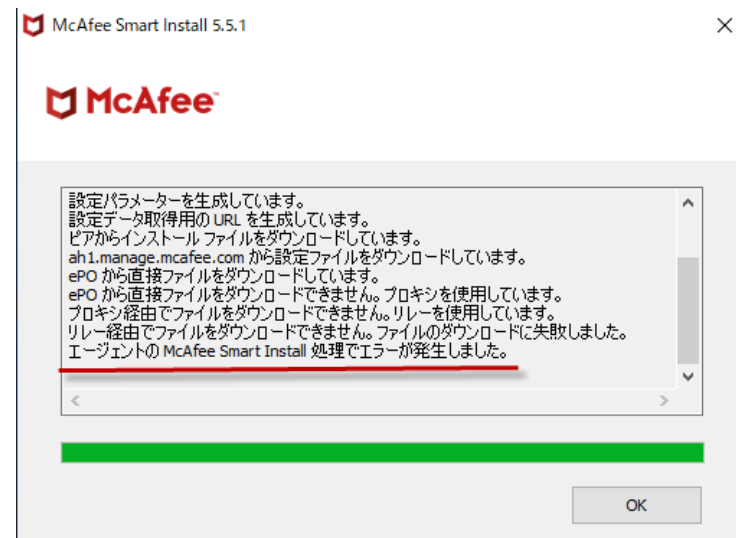 McAfee Smart Install 5.5.1
McAfee™
設定パラメーターを生成しています。
設定データ取得用の URL を生成しています。
ピアからインストール ファイルをダウンロードしています。
ah1.manage.mcafee.com から設定ファイルをダウンロードしています。
ePO から直接ファイルをダウンロードしています。
ePO から直接ファイルをダウンロードできません。プロキシを使用しています。
プロキシ経由でファイルをダウンロードできません。リレーを使用しています。
リレー経由でファイルをダウンロードできません。ファイルのダウンロードに失敗しました。
エージェントの McAfee Smart Install 処理でエラーが発生しました。
OK